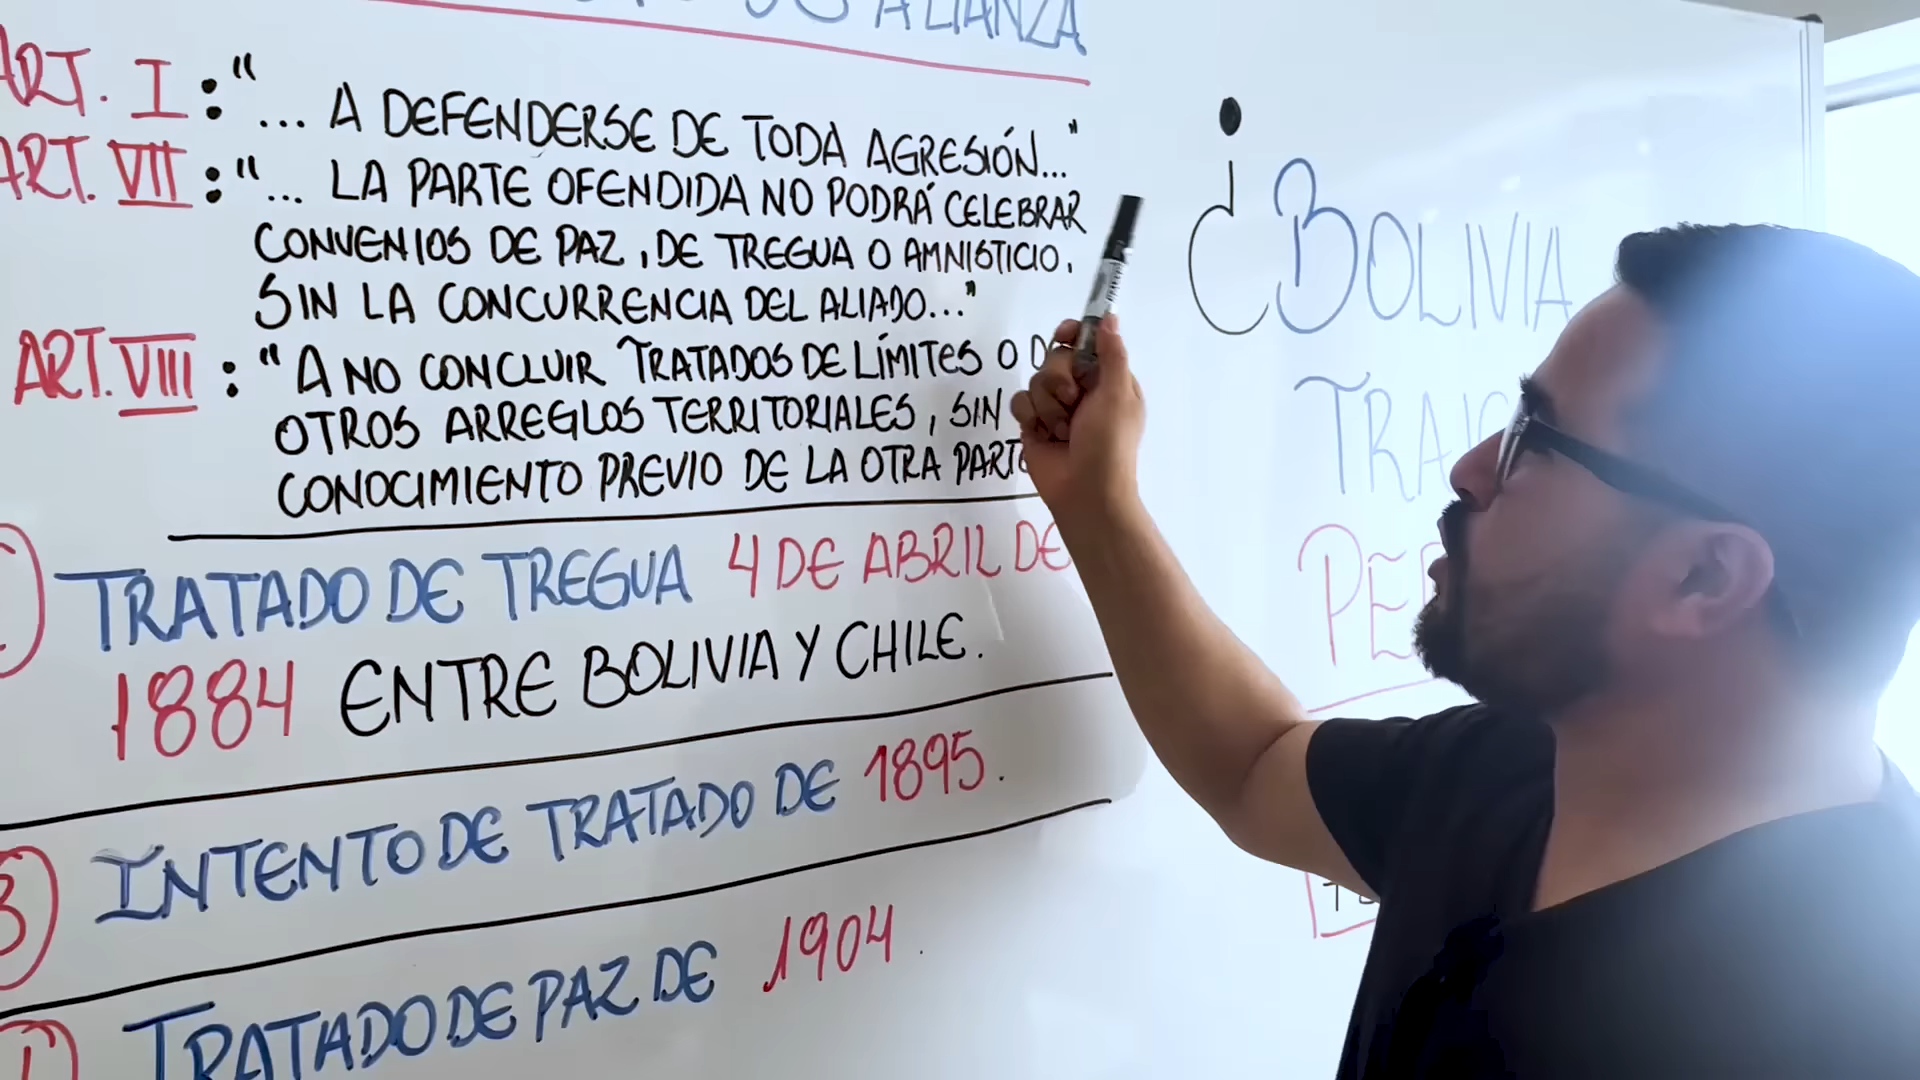 ALIANZA
ART. I : "... A DEFENDERSE DE TODA AGRESIÓN..."
ART. VII : "... LA PARTE OFENDIDA NO PODRÁ CELEBRAR
CONVENIOS DE PAZ, DE TREGUA O AMNISTICIO,
SIN LA CONCURRENCIA DEL ALIADO..."
ART. VIII : "A NO CONCLUIR TRATADOS DE LÍMITES O
OTROS ARREGLOS TERRITORIALES, SIN
CONOCIMIENTO PREVIO DE LA OTRA PARTE
TRATADO DE TREGUA 4 DE ABRIL DE
1884 ENTRE BOLIVIA Y CHILE.
3 INTENTO DE TRATADO DE 1895.
TRATADO DE PAZ DE 1904.
¿BOLIVIA